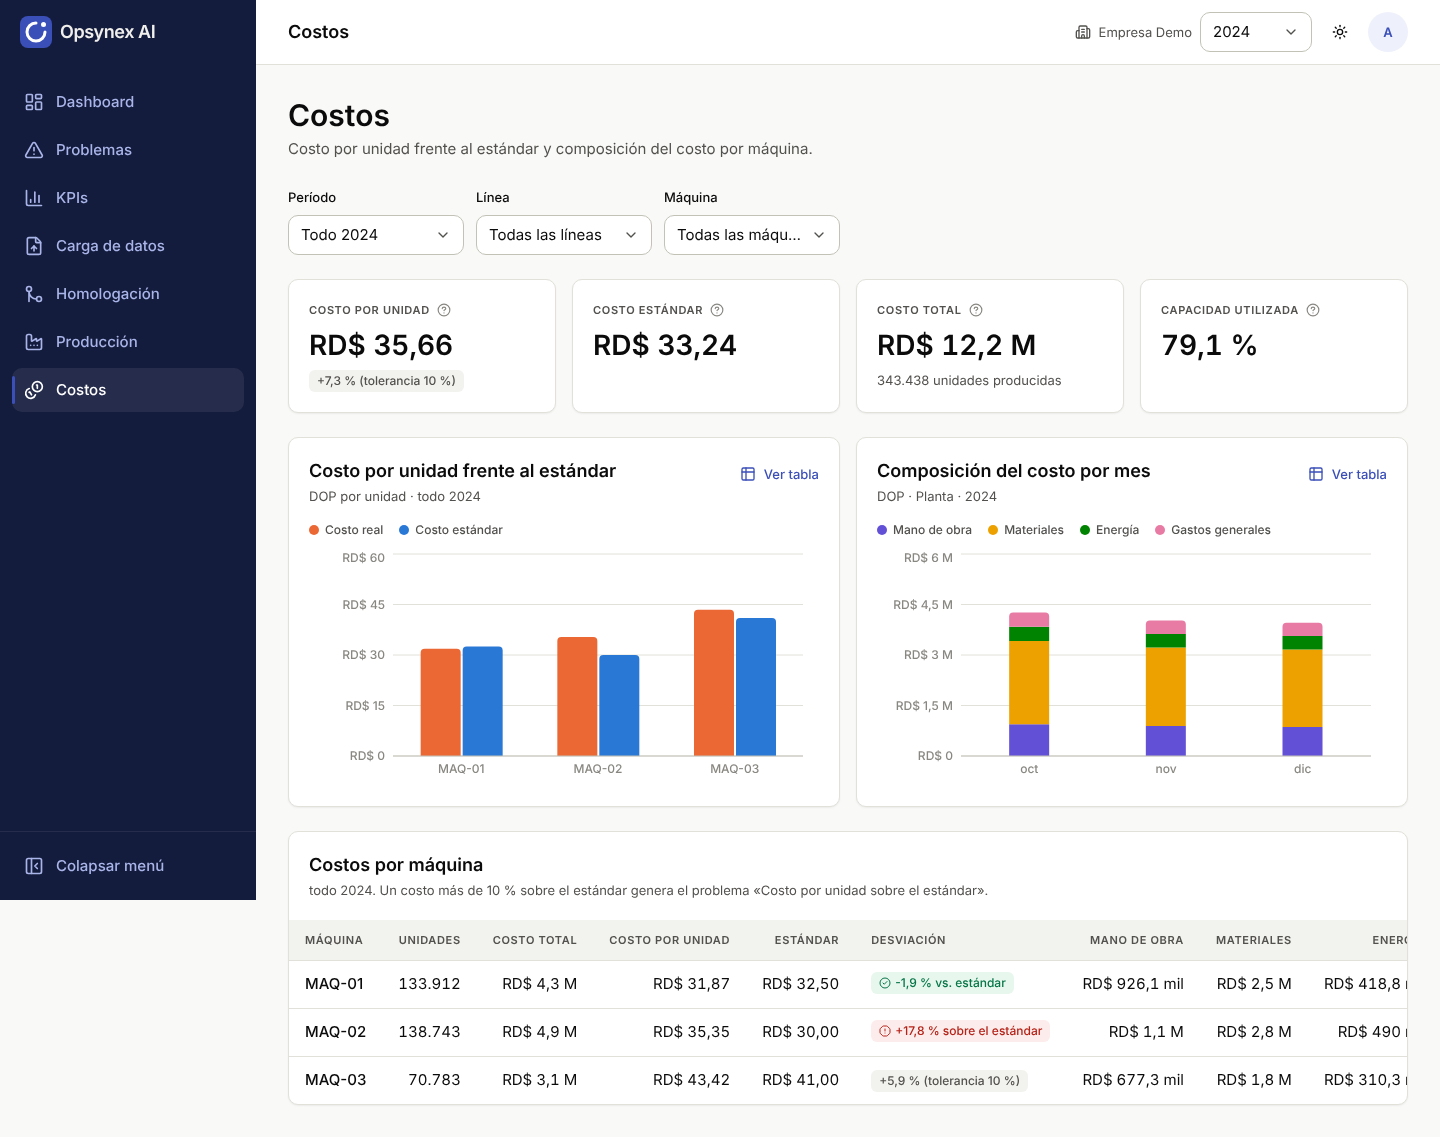 Opsynex AI
Dashboard
Problemas
KPIs
Carga de datos
Homologación
Producción
Costos
Colapsar menú
Costos
Empresa Demo
2024
A
Costos
Costo por unidad frente al estándar y composición del costo por máquina.
Período
Línea
Máquina
Todo 2024
Todas las líneas
Todas las máqu...
COSTO POR UNIDAD
RD$ 35,66
+7,3 % (tolerancia 10 %)
COSTO ESTÁNDAR
RD$ 33,24
COSTO TOTAL
RD$ 12,2 M
343.438 unidades producidas
CAPACIDAD UTILIZADA
79,1 %
Costo por unidad frente al estándar
Ver tabla
DOP por unidad · todo 2024
Costo real
Costo estándar
RD$ 60
RD$ 45
RD$ 30
RD$ 15
RD$ 0
MAQ-01
MAQ-02
MAQ-03
Composición del costo por mes
Ver tabla
DOP · Planta · 2024
Mano de obra
Materiales
Energía
Gastos generales
RD$ 6 M
RD$ 4,5 M
RD$ 3 M
RD$ 1,5 M
RD$ 0
oct
nov
dic
Costos por máquina
todo 2024. Un costo más de 10 % sobre el estándar genera el problema «Costo por unidad sobre el estándar».
MÁQUINA UNIDADES COSTO TOTAL COSTO POR UNIDAD ESTÁNDAR DESVIACIÓN MANO DE OBRA MATERIALES
MAQ-01 133.912 RD$ 4,3 M RD$ 31,87 RD$ 32,50 -1,9 % vs. estándar RD$ 926,1 mil RD$ 2,5 M RD$ 418,8
MAQ-02 138.743 RD$ 4,9 M RD$ 35,35 RD$ 30,00 +17,8 % sobre el estándar RD$ 1,1 M RD$ 2,8 M RD$ 490
MAQ-03 70.783 RD$ 3,1 M RD$ 43,42 RD$ 41,00 +5,9 % (tolerancia 10 %) RD$ 677,3 mil RD$ 1,8 M RD$ 310,3